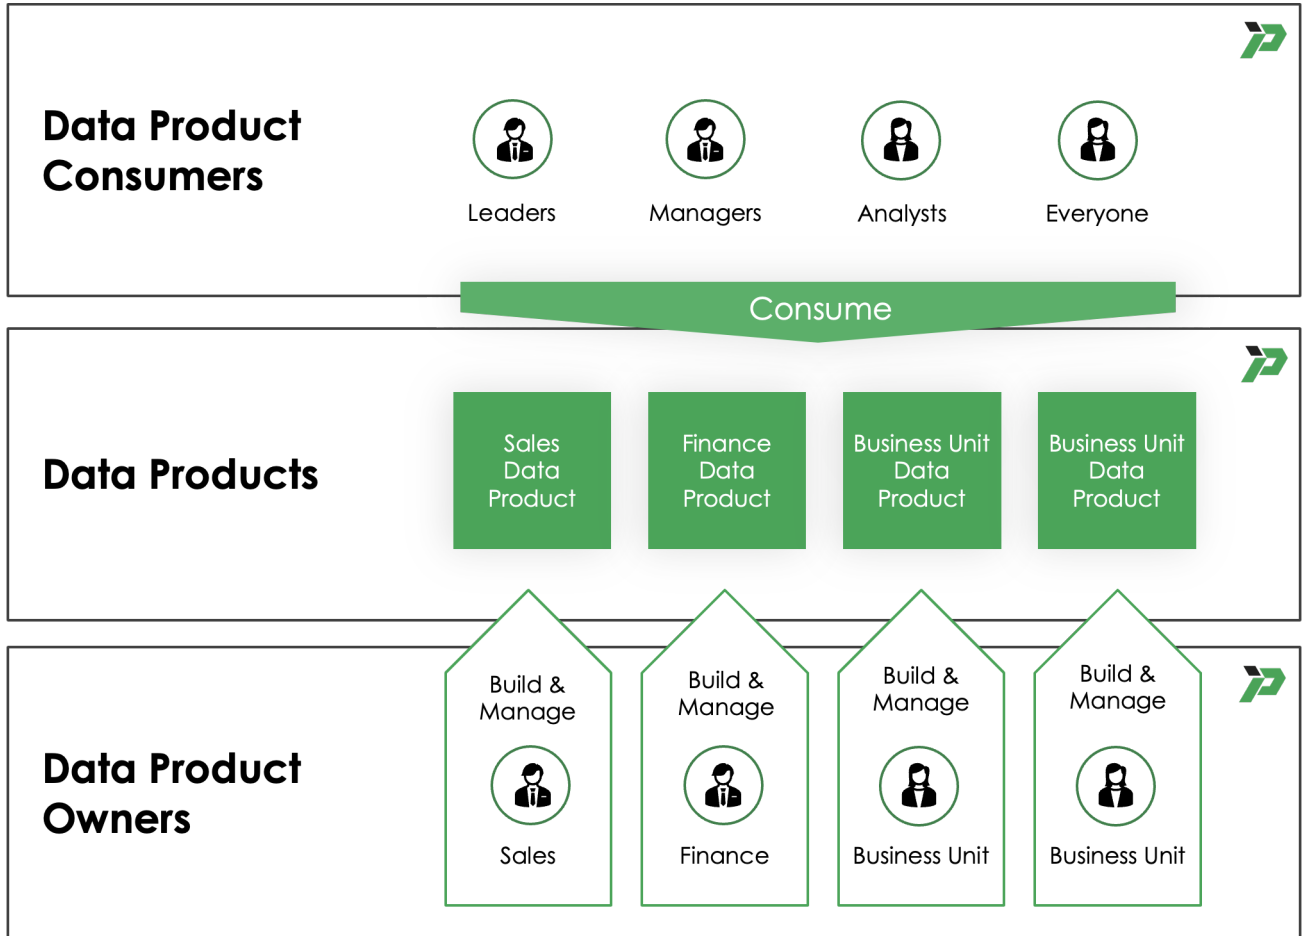 Data Product
Consumers
Leaders
Managers
Analysts
Everyone
Consume
Data Products
Sales
Data
Product
Finance
Data
Product
Business Unit
Data
Product
Business Unit
Data
Product
Data Product
Owners
Build &
Manage
Sales
Build &
Manage
Finance
Build &
Manage
Business Unit
Build &
Manage
Business Unit